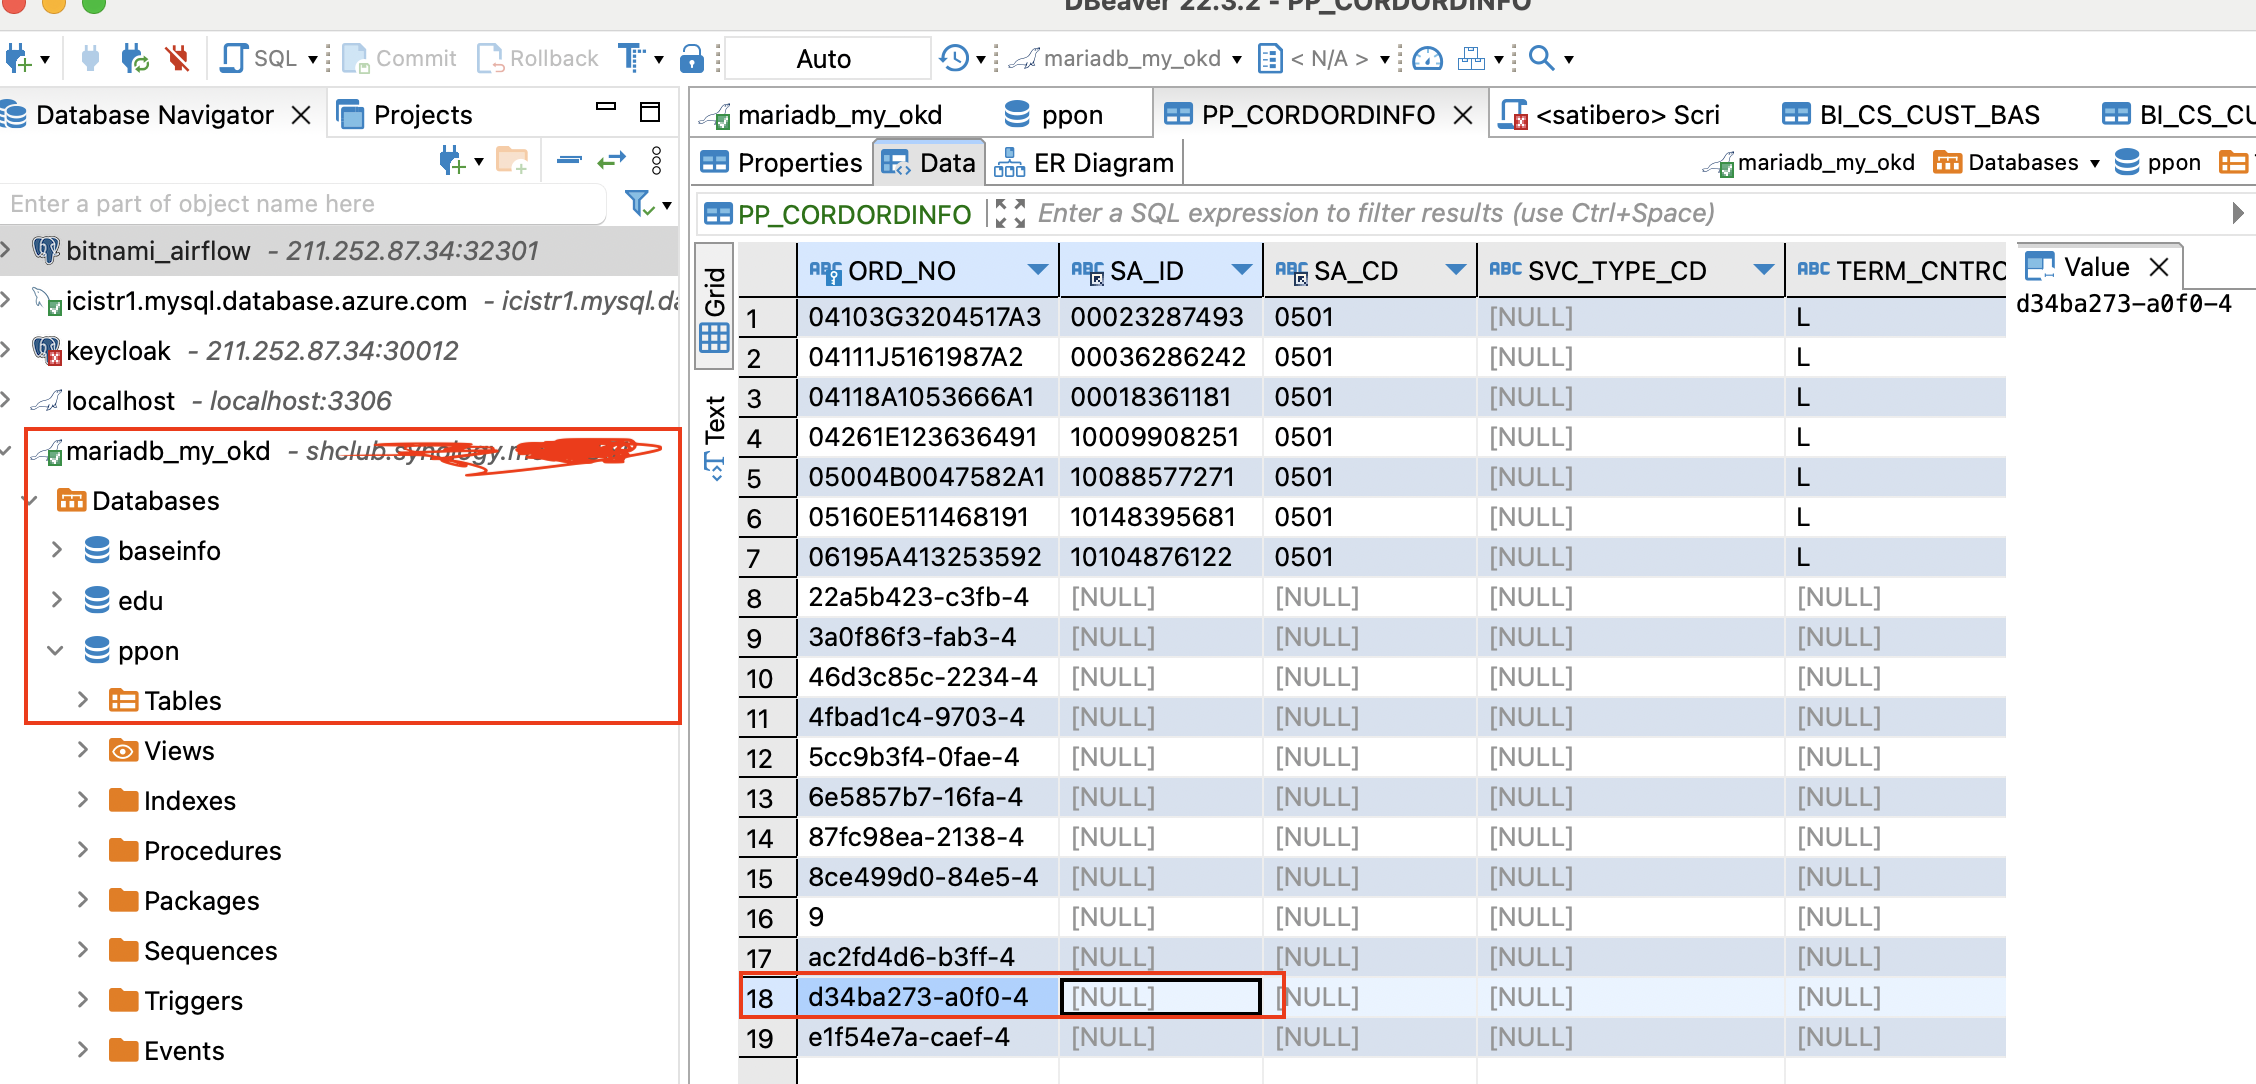 DBeaver 22.3.2 - PP_CORDORDINFO
SQL Commit Rollback Auto mariadb_my_okd < N/A >
Database Navigator Projects
mariadb_my_okd ppon PP_CORDORDINFO <satibero> Scri BI_CS_CUST_BAS BI_CS_CU
Properties Data ER Diagram mariadb_my_okd Databases ppon
Enter a part of object name here
PP_CORDORDINFO Enter a SQL expression to filter results (use Ctrl+Space)
bitnami_airflow - 211.252.87.34:32301
icistr1.mysql.database.azure.com - icistr1.mysql.da
keycloak - 211.252.87.34:30012
localhost - localhost:3306
mariadb_my_okd - shclub.synology.m
Databases
baseinfo
edu
ppon
Tables
Views
Indexes
Procedures
Packages
Sequences
Triggers
Events
Grid
Text
ABC ORD_NO ABC SA_ID ABC SA_CD ABC SVC_TYPE_CD ABC TERM_CNTRC
1 04103G3204517A3 00023287493 0501 [NULL] L
2 04111J5161987A2 00036286242 0501 [NULL] L
3 04118A1053666A1 00018361181 0501 [NULL] L
4 04261E123636491 10009908251 0501 [NULL] L
5 05004B0047582A1 10088577271 0501 [NULL] L
6 05160E511468191 10148395681 0501 [NULL] L
7 06195A413253592 10104876122 0501 [NULL] L
8 22a5b423-c3fb-4 [NULL] [NULL] [NULL] [NULL]
9 3a0f86f3-fab3-4 [NULL] [NULL] [NULL] [NULL]
10 46d3c85c-2234-4 [NULL] [NULL] [NULL] [NULL]
11 4fbad1c4-9703-4 [NULL] [NULL] [NULL] [NULL]
12 5cc9b3f4-0fae-4 [NULL] [NULL] [NULL] [NULL]
13 6e5857b7-16fa-4 [NULL] [NULL] [NULL] [NULL]
14 87fc98ea-2138-4 [NULL] [NULL] [NULL] [NULL]
15 8ce499d0-84e5-4 [NULL] [NULL] [NULL] [NULL]
16 9 [NULL] [NULL] [NULL] [NULL]
17 ac2fd4d6-b3ff-4 [NULL] [NULL] [NULL] [NULL]
18 d34ba273-a0f0-4 [NULL] [NULL] [NULL] [NULL]
19 e1f54e7a-caef-4 [NULL] [NULL] [NULL] [NULL]
Value
d34ba273-a0f0-4